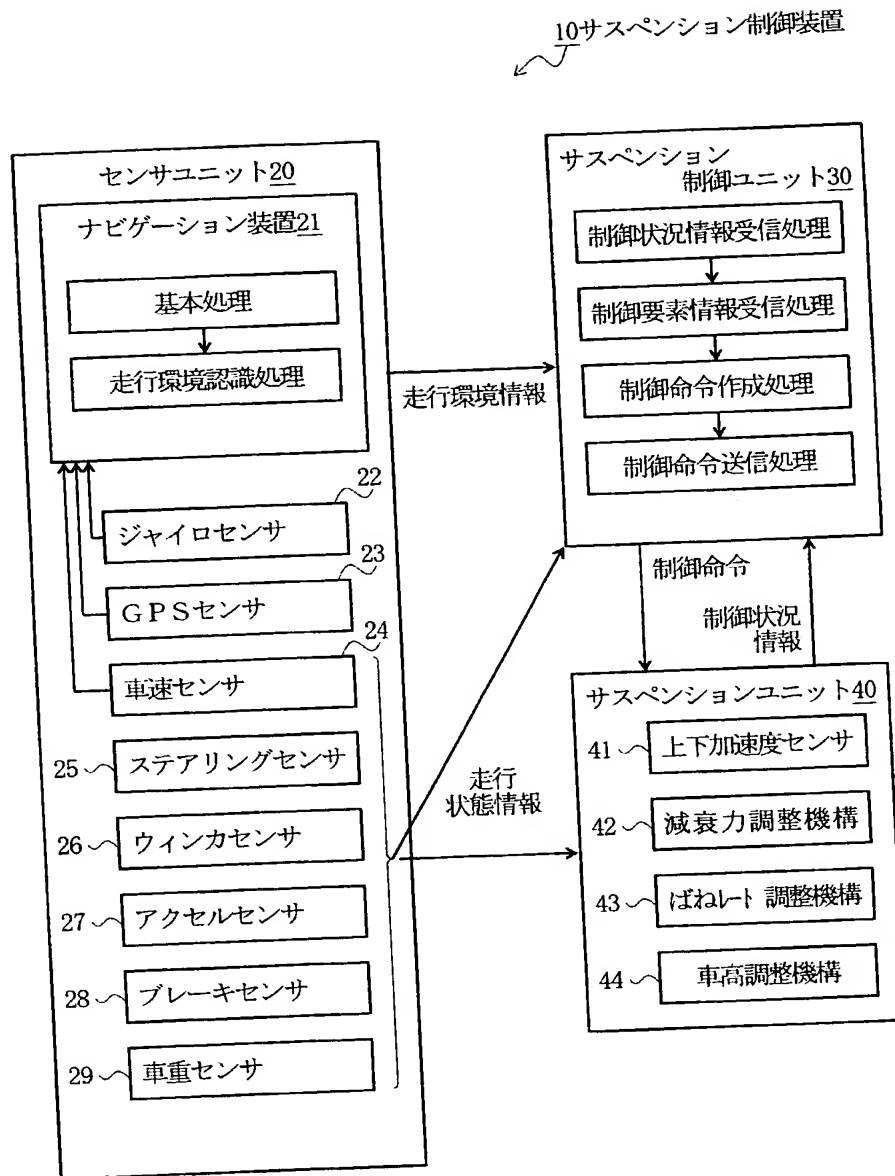 10サスペンション制御装置
センサユニット20
ナビゲーション装置21
基本処理
走行環境認識処理
22
ジャイロセンサ
23
GPSセンサ
24
車速センサ
25
ステアリングセンサ
26
ウィンカセンサ
27
アクセルセンサ
28
ブレーキセンサ
29
車重センサ
走行環境情報
走行
状態情報
サスペンション
制御ユニット30
制御状況情報受信処理
制御要素情報受信処理
制御命令作成処理
制御命令送信処理
制御命令
制御状況
情報
サスペンションユニット40
41
上下加速度センサ
42
減衰力調整機構
43
ばねレート調整機構
44
車高調整機構